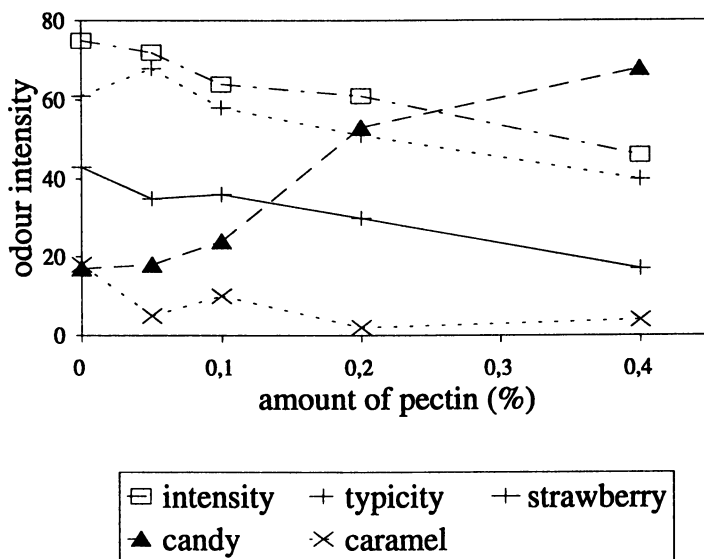 80
60
40
20
0
odour intensity
0 0,1 0,2 0,3 0,4
amount of pectin (%)
intensity typicity strawberry
candy caramel